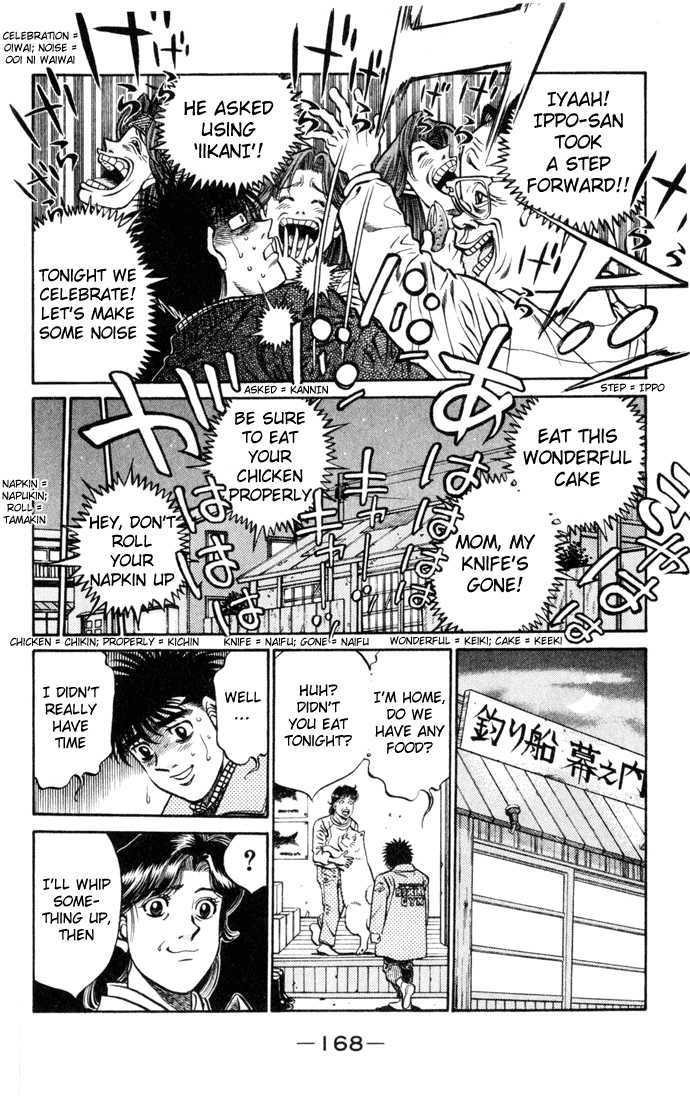 CELEBRATION =
OIWAI; NOISE =
OOI NI WAIWAI
IYAAH!
IPPO-SAN
TOOK
A STEP
FORWARD!!
HE ASKED
USING
'IIKANI'!
TONIGHT WE
CELEBRATE!
LET'S MAKE
SOME NOISE
ASKED = KANNIN
STEP = IPPO
EAT THIS
WONDERFUL
CAKE
MOM, MY
KNIFE'S
GONE!
BE SURE
TO EAT
YOUR
CHICKEN
PROPERLY
HEY, DON'T
ROLL
YOUR
NAPKIN UP
NAPKIN =
NAPUKIN;
ROLL =
TAMAKIN
CHICKEN = CHIKIN; PROPERLY = KICHIN
KNIFE = NAIFU; GONE = NAIFU
WONDERFUL = KEIKI; CAKE = KEEKI
釣り船 幕之内
I'M HOME,
DO WE
HAVE ANY
FOOD?
HUH?
DIDN'T
YOU EAT
TONIGHT?
GYM
WELL
...
I DIDN'T
REALLY
HAVE
TIME
?
I'LL WHIP
SOME-
THING UP,
THEN
—168—